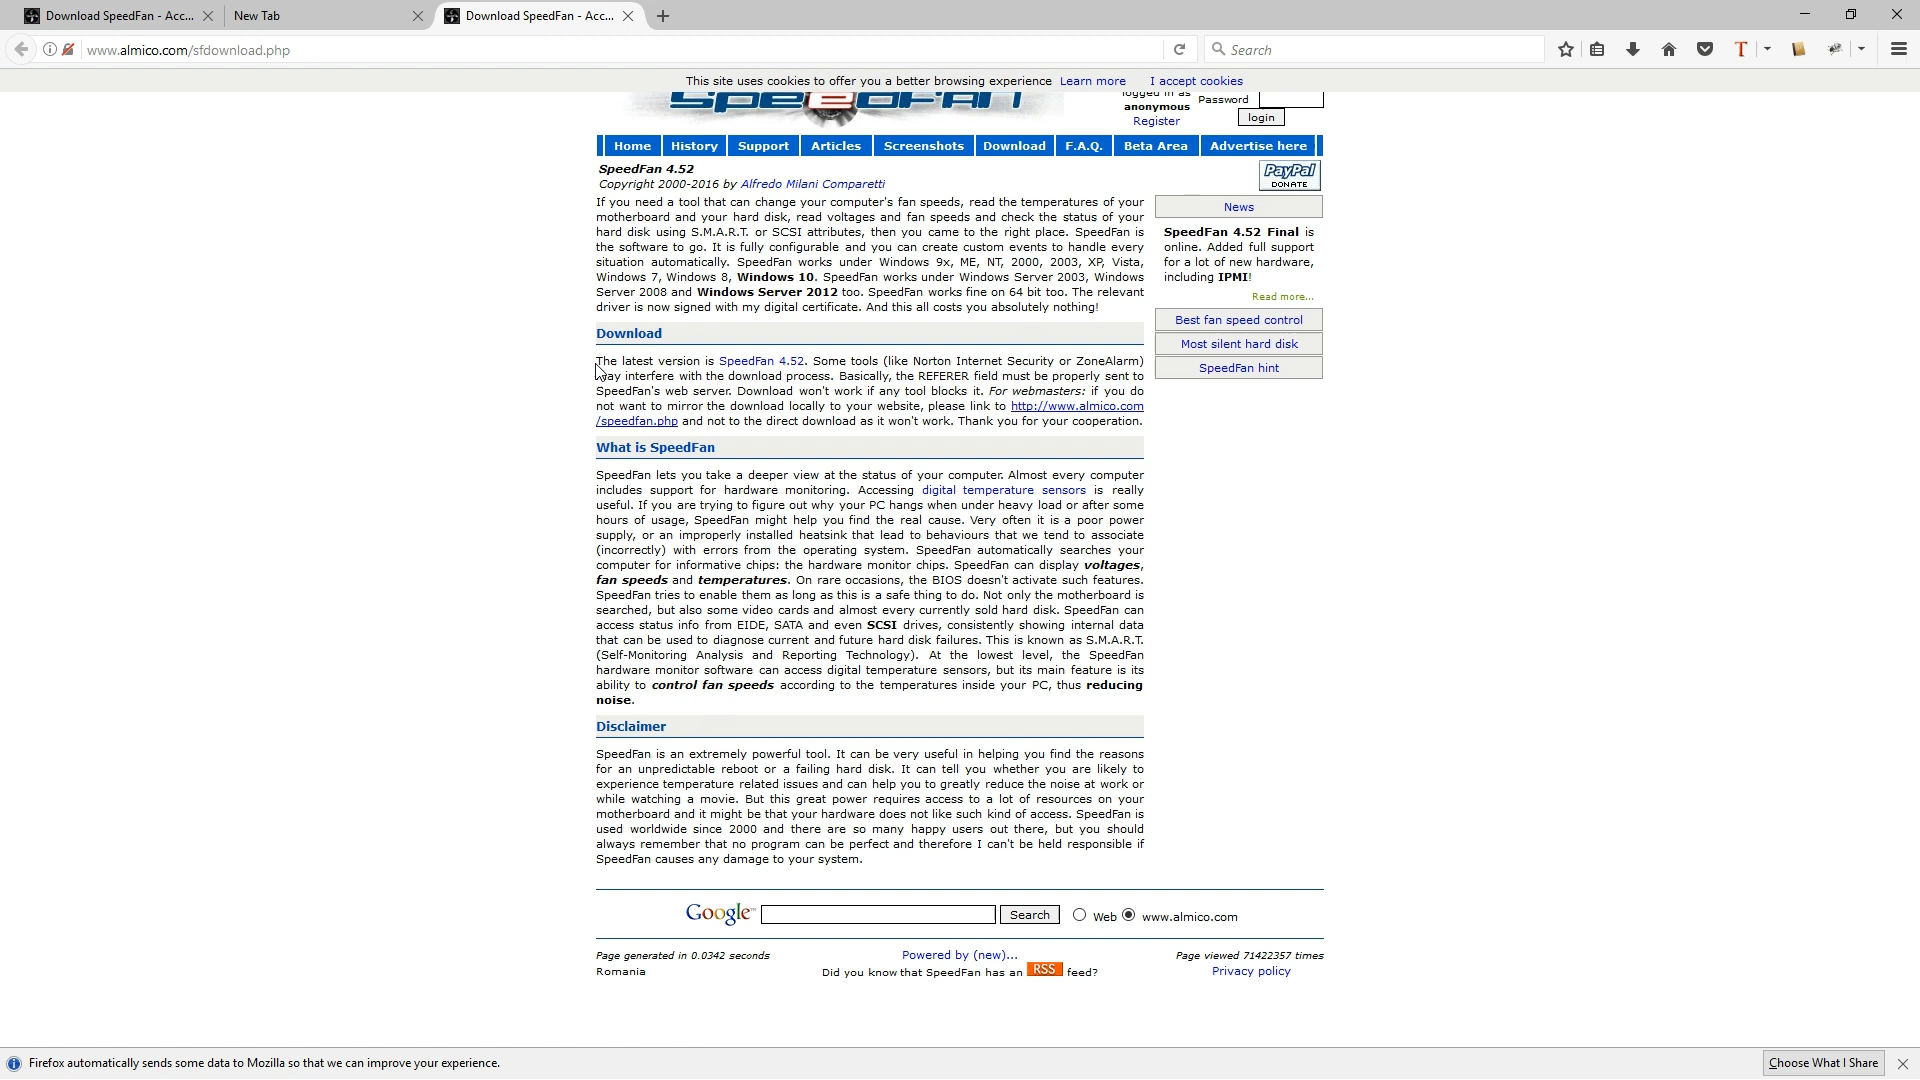 Download SpeedFan - Acc...
New Tab
Download SpeedFan - Acc...
www.almico.com/sfdownload.php
Search
This site uses cookies to offer you a better browsing experience Learn more I accept cookies
SPEEDFAN
logged in as
anonymous
Register
Password
login
Home History Support Articles Screenshots Download F.A.Q. Beta Area Advertise here
SpeedFan 4.52
Copyright 2000-2016 by Alfredo Milani Comparetti
PayPal
DONATE
If you need a tool that can change your computer's fan speeds, read the temperatures of your
motherboard and your hard disk, read voltages and fan speeds and check the status of your
hard disk using S.M.A.R.T. or SCSI attributes, then you came to the right place. SpeedFan is
the software to go. It is fully configurable and you can create custom events to handle every
situation automatically. SpeedFan works under Windows 9x, ME, NT, 2000, 2003, XP, Vista,
Windows 7, Windows 8, Windows 10. SpeedFan works under Windows Server 2003, Windows
Server 2008 and Windows Server 2012 too. SpeedFan works fine on 64 bit too. The relevant
driver is now signed with my digital certificate. And this all costs you absolutely nothing!
News
SpeedFan 4.52 Final is
online. Added full support
for a lot of new hardware,
including IPMI!
Read more...
Best fan speed control
Most silent hard disk
SpeedFan hint
Download
The latest version is SpeedFan 4.52. Some tools (like Norton Internet Security or ZoneAlarm)
may interfere with the download process. Basically, the REFERER field must be properly sent to
SpeedFan's web server. Download won't work if any tool blocks it. For webmasters: if you do
not want to mirror the download locally to your website, please link to http://www.almico.com
/speedfan.php and not to the direct download as it won't work. Thank you for your cooperation.
What is SpeedFan
SpeedFan lets you take a deeper view at the status of your computer. Almost every computer
includes support for hardware monitoring. Accessing digital temperature sensors is really
useful. If you are trying to figure out why your PC hangs when under heavy load or after some
hours of usage, SpeedFan might help you find the real cause. Very often it is a poor power
supply, or an improperly installed heatsink that lead to behaviours that we tend to associate
(incorrectly) with errors from the operating system. SpeedFan automatically searches your
computer for informative chips: the hardware monitor chips. SpeedFan can display voltages,
fan speeds and temperatures. On rare occasions, the BIOS doesn't activate such features.
SpeedFan tries to enable them as long as this is a safe thing to do. Not only the motherboard is
searched, but also some video cards and almost every currently sold hard disk. SpeedFan can
access status info from EIDE, SATA and even SCSI drives, consistently showing internal data
that can be used to diagnose current and future hard disk failures. This is known as S.M.A.R.T.
(Self-Monitoring Analysis and Reporting Technology). At the lowest level, the SpeedFan
hardware monitor software can access digital temperature sensors, but its main feature is its
ability to control fan speeds according to the temperatures inside your PC, thus reducing
noise.
Disclaimer
SpeedFan is an extremely powerful tool. It can be very useful in helping you find the reasons
for an unpredictable reboot or a failing hard disk. It can tell you whether you are likely to
experience temperature related issues and can help you to greatly reduce the noise at work or
while watching a movie. But this great power requires access to a lot of resources on your
motherboard and it might be that your hardware does not like such kind of access. SpeedFan is
used worldwide since 2000 and there are so many happy users out there, but you should
always remember that no program can be perfect and therefore I can't be held responsible if
SpeedFan causes any damage to your system.
Google Search Web www.almico.com
Page generated in 0.0342 seconds Powered by (new)... Page viewed 71422357 times
Romania Did you know that SpeedFan has an RSS feed? Privacy policy
Firefox automatically sends some data to Mozilla so that we can improve your experience. Choose What I Share